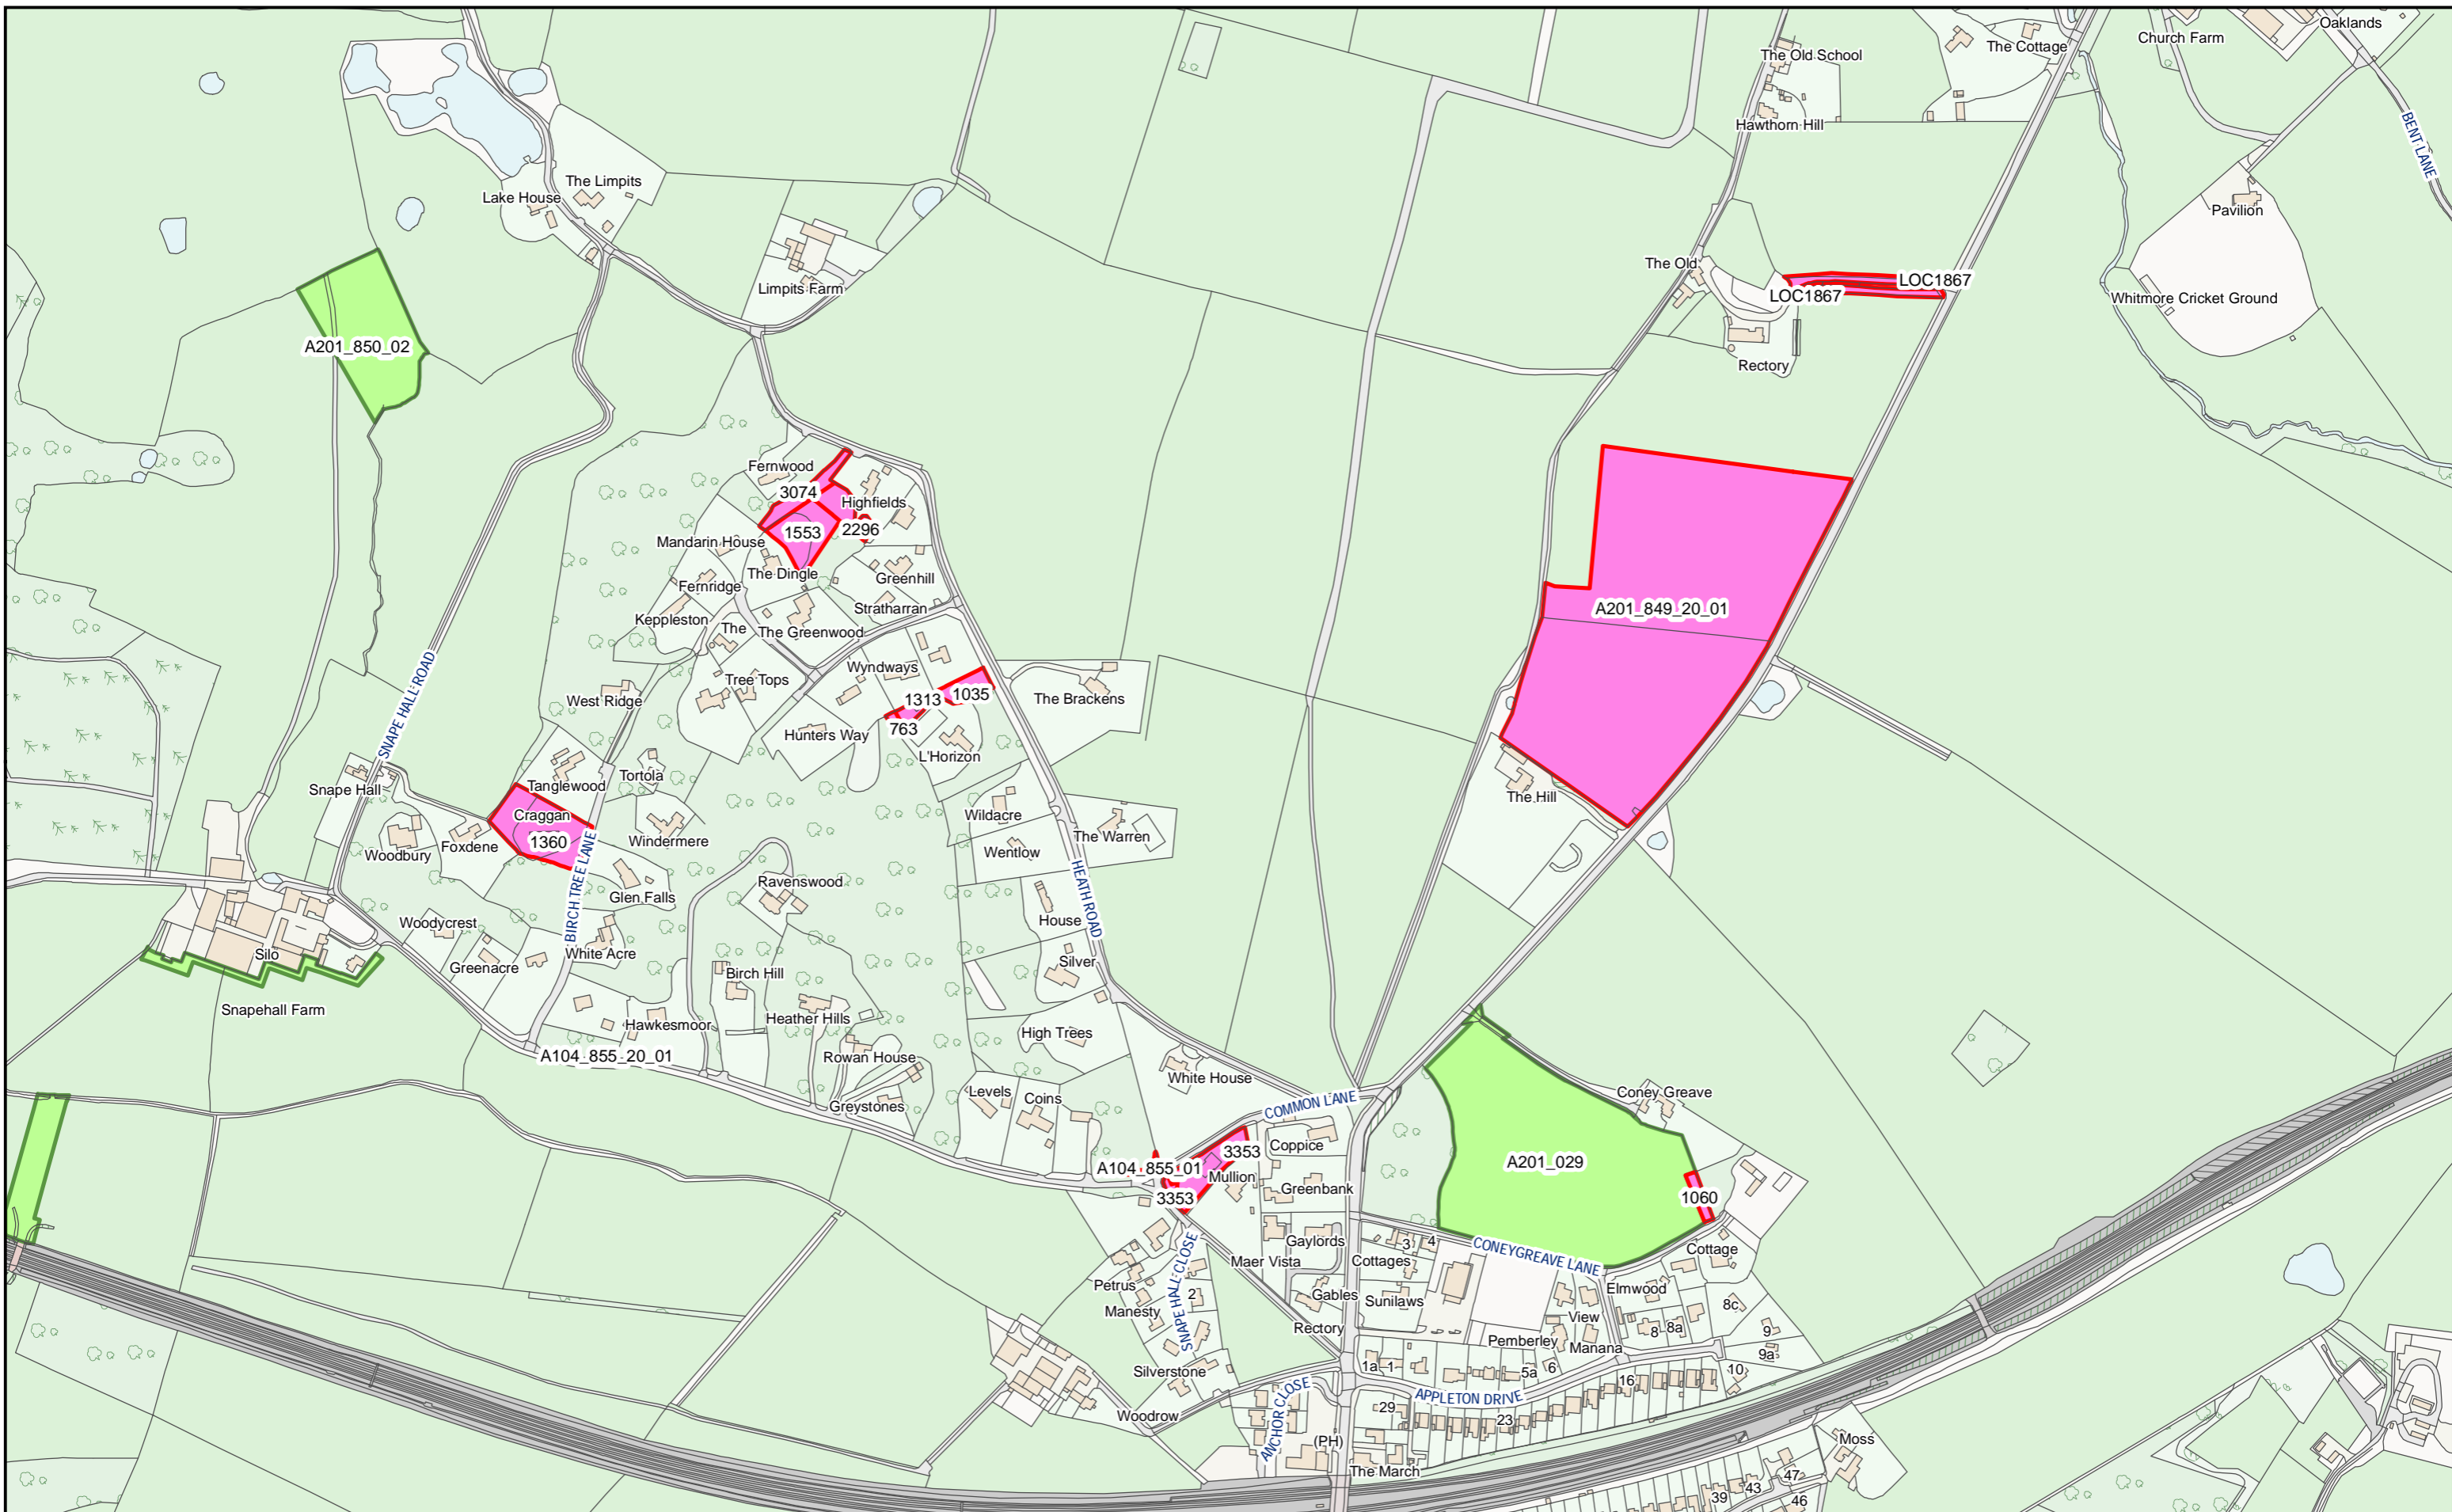 Oaklands
Church Farm
The Cottage
The Old School
BENT LANE
Hawthorn Hill
The Limpits
Lake House
Pavilion
The Old
LOC1867
LOC1867
Limpits Farm
Whitmore Cricket Ground
A201_850_02
Rectory
Fernwood
3074
Highfields
1553
2296
Mandarin House
The Dingle
Greenhill
Fernridge
Stratharran
A201_849_20_01
Keppleston
The
The Greenwood
SNAPE HALL ROAD
Wyndways
Tree Tops
1035
West Ridge
1313
The Brackens
763
Hunters Way
L'Horizon
Tortola
Tanglewood
Snape Hall
The Hill
Craggan
Wildacre
The Warren
1360
Windermere
Foxdene
Woodbury
Wentlow
BIRCH TREE LANE
HEATH ROAD
Ravenswood
Glen Falls
House
Woodycrest
White Acre
Silo
Silver
Greenacre
Birch Hill
Snapehall Farm
Heather Hills
Hawkesmoor
High Trees
A104_855_20_01
Rowan House
White House
Levels
Coins
Coney Greave
Greystones
COMMON LANE
Coppice
3353
A201_029
A104_855_01
Mullion
Greenbank
3353
1060
Gaylords
3
4
CONEYGREAVE LANE
Cottage
Maer Vista
Cottages
SNAPE HALL CLOSE
Petrus
Elmwood
Gables
Sunilaws
2
Manesty
8c
View
Rectory
8
8a
9
Pemberley
Manana
9a
1a
1
5a
6
10
Silverstone
16
APPLETON DRIVE
ANCHOR CLOSE
29
Woodrow
23
(PH)
Moss
The March
47
43
39
46